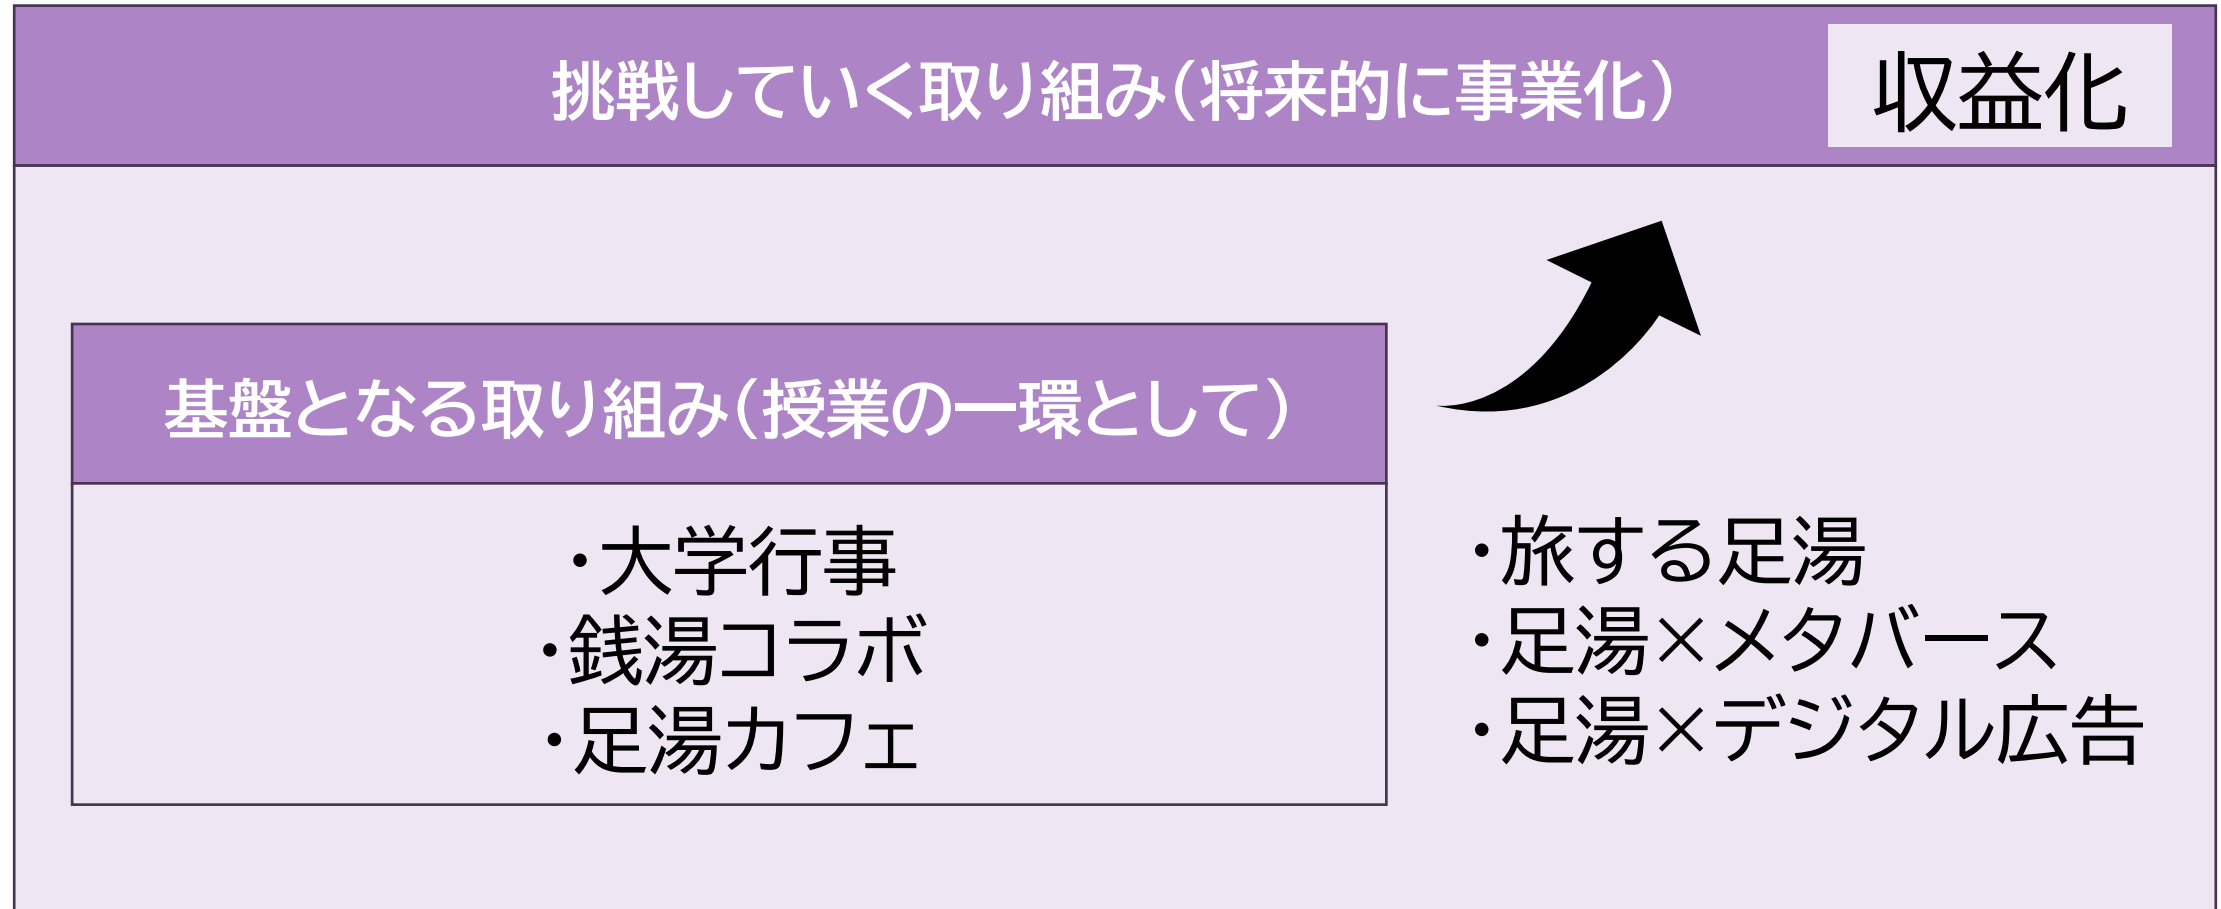 挑戦していく取り組み（将来的に事業化）
収益化
基盤となる取り組み（授業の一環として）
・大学行事
・銭湯コラボ
・足湯カフェ
・旅する足湯
・足湯×メタバース
・足湯×デジタル広告